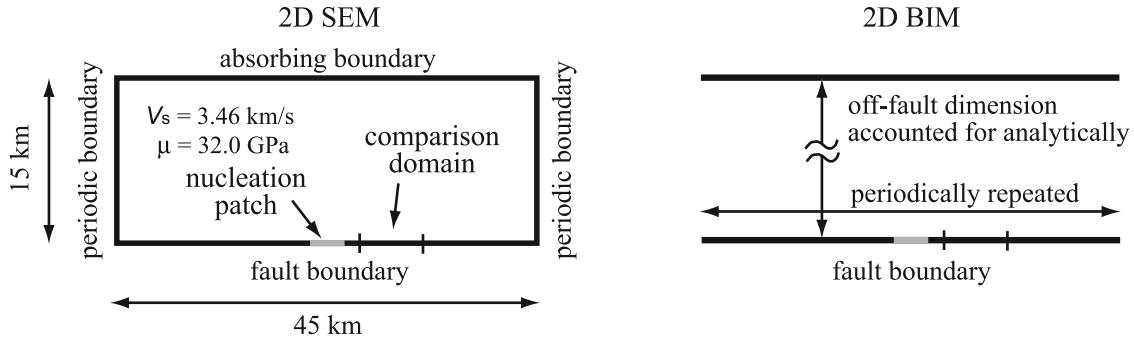 2D SEM
absorbing boundary
periodic boundary
15 km
Vs = 3.46 km/s
μ = 32.0 GPa
comparison
domain
nucleation
patch
periodic boundary
fault boundary
45 km
2D BIM
off-fault dimension
accounted for analytically
periodically repeated
fault boundary